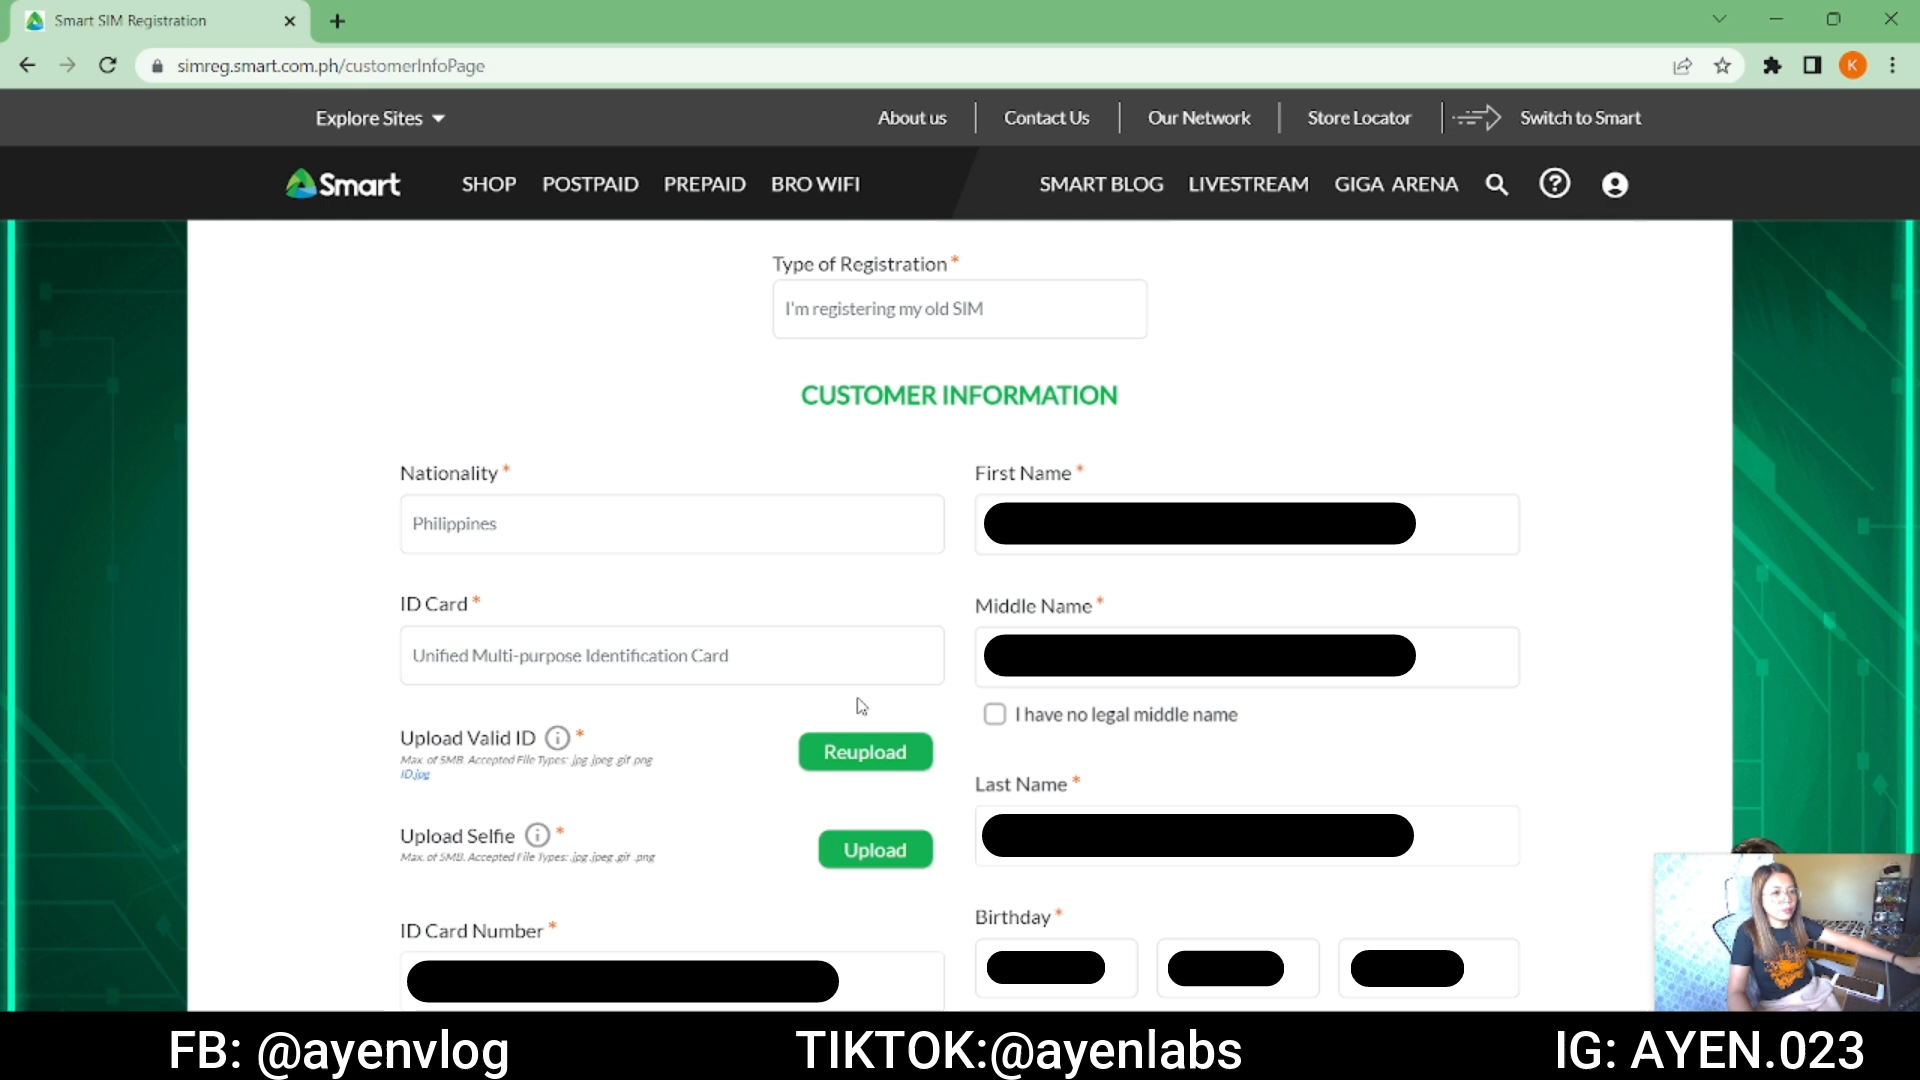 Smart SIM Registration
simreg.smart.com.ph/customerInfoPage
K
Explore Sites
About us
Contact Us
Our Network
Store Locator
Switch to Smart
Smart
SHOP
POSTPAID
PREPAID
BRO WIFI
SMART BLOG
LIVESTREAM
GIGA ARENA
Type of Registration *
I'm registering my old SIM
CUSTOMER INFORMATION
Nationality *
Philippines
First Name *
ID Card *
Unified Multi-purpose Identification Card
Middle Name *
I have no legal middle name
Upload Valid ID *
Max. of 5MB. Accepted File Types: .jpg .jpeg .gif .png
ID.jpg
Reupload
Last Name *
Upload Selfie *
Max. of 5MB. Accepted File Types: .jpg .jpeg .gif .png
Upload
ID Card Number *
Birthday *
FB: @ayenvlog
TIKTOK:@ayenlabs
IG: AYEN.023